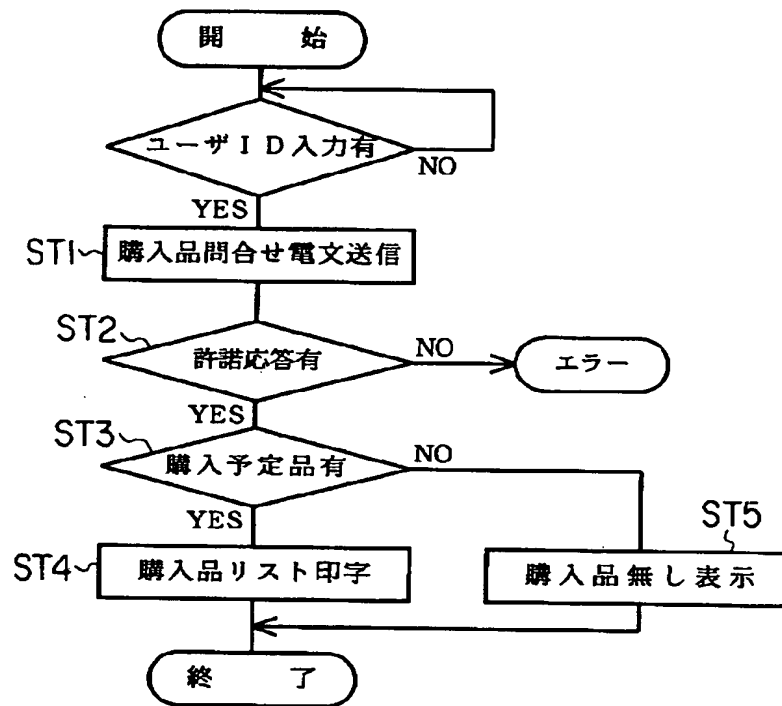 開 始
ユーザID入力有
NO
YES
ST1
購入品問合せ電文送信
ST2
許諾応答有
NO
エラー
YES
ST3
購入予定品有
NO
YES
ST4
購入品リスト印字
ST5
購入品無し表示
終 了